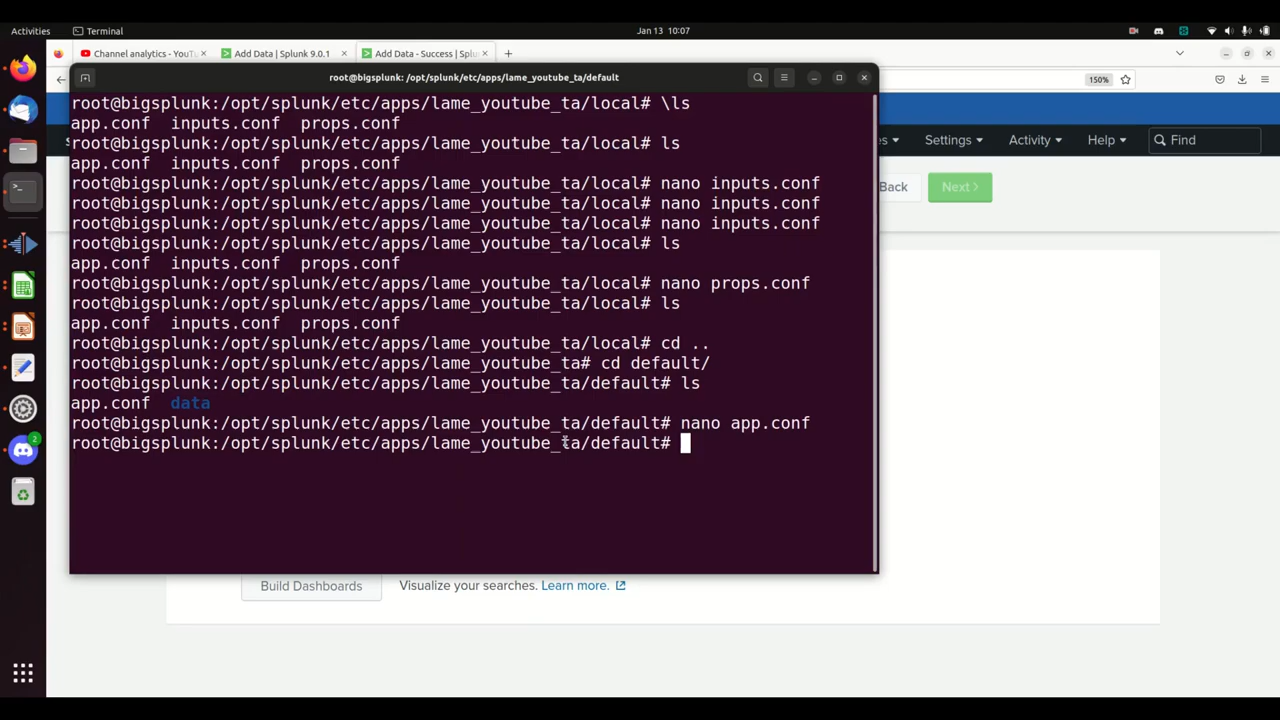 Activities
Terminal
Jan 13 10:07
Channel analytics - YouTu
Add Data | Splunk 9.0.1
Add Data - Success | Splun
root@bigsplunk: /opt/splunk/etc/apps/lame_youtube_ta/default
150%
root@bigsplunk:/opt/splunk/etc/apps/lame_youtube_ta/local# \ls
app.conf inputs.conf props.conf
root@bigsplunk:/opt/splunk/etc/apps/lame_youtube_ta/local# ls
app.conf inputs.conf props.conf
root@bigsplunk:/opt/splunk/etc/apps/lame_youtube_ta/local# nano inputs.conf
root@bigsplunk:/opt/splunk/etc/apps/lame_youtube_ta/local# nano inputs.conf
root@bigsplunk:/opt/splunk/etc/apps/lame_youtube_ta/local# nano inputs.conf
root@bigsplunk:/opt/splunk/etc/apps/lame_youtube_ta/local# ls
app.conf inputs.conf props.conf
root@bigsplunk:/opt/splunk/etc/apps/lame_youtube_ta/local# nano props.conf
root@bigsplunk:/opt/splunk/etc/apps/lame_youtube_ta/local# ls
app.conf inputs.conf props.conf
root@bigsplunk:/opt/splunk/etc/apps/lame_youtube_ta/local# cd ..
root@bigsplunk:/opt/splunk/etc/apps/lame_youtube_ta# cd default/
root@bigsplunk:/opt/splunk/etc/apps/lame_youtube_ta/default# ls
app.conf data
root@bigsplunk:/opt/splunk/etc/apps/lame_youtube_ta/default# nano app.conf
root@bigsplunk:/opt/splunk/etc/apps/lame_youtube_ta/default#
es Settings Activity Help Find
Back Next >
Build Dashboards Visualize your searches. Learn more.